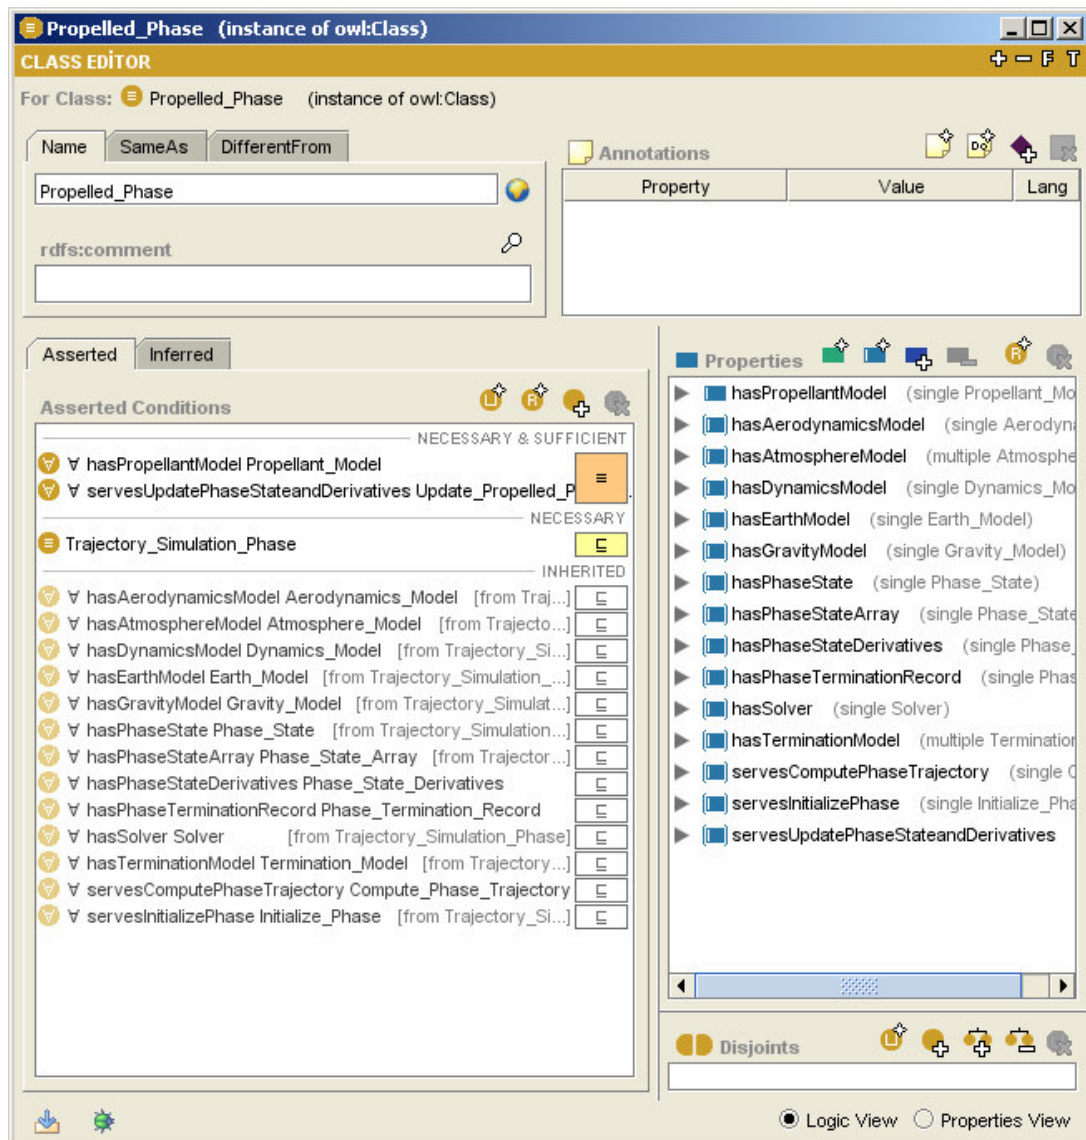 Propelled_Phase (instance of owl:Class)
CLASS EDİTOR
F T
For Class: Propelled_Phase (instance of owl:Class)
Name SameAs DifferentFrom
Propelled_Phase
rdfs:comment
Annotations
Property Value Lang
Asserted Inferred
Asserted Conditions
NECESSARY & SUFFICIENT
∀ hasPropellantModel Propellant_Model
≡
∀ servesUpdatePhaseStateandDerivatives Update_Propelled_P .
NECESSARY
Trajectory_Simulation_Phase ⊑
INHERITED
∀ hasAerodynamicsModel Aerodynamics_Model [from Traj...] ⊑
∀ hasAtmosphereModel Atmosphere_Model [from Trajecto...] ⊑
∀ hasDynamicsModel Dynamics_Model [from Trajectory_Si...] ⊑
∀ hasEarthModel Earth_Model [from Trajectory_Simulation_...] ⊑
∀ hasGravityModel Gravity_Model [from Trajectory_Simulat...] ⊑
∀ hasPhaseState Phase_State [from Trajectory_Simulation...] ⊑
∀ hasPhaseStateArray Phase_State_Array [from Trajector...] ⊑
∀ hasPhaseStateDerivatives Phase_State_Derivatives ⊑
∀ hasPhaseTerminationRecord Phase_Termination_Record ⊑
∀ hasSolver Solver [from Trajectory_Simulation_Phase] ⊑
∀ hasTerminationModel Termination_Model [from Trajectory...] ⊑
∀ servesComputePhaseTrajectory Compute_Phase_Trajectory ⊑
∀ servesInitializePhase Initialize_Phase [from Trajectory_Si...] ⊑
Properties
hasPropellantModel (single Propellant_Mo
hasAerodynamicsModel (single Aerodyna
hasAtmosphereModel (multiple Atmosphe
hasDynamicsModel (single Dynamics_Mo
hasEarthModel (single Earth_Model)
hasGravityModel (single Gravity_Model)
hasPhaseState (single Phase_State)
hasPhaseStateArray (single Phase_State
hasPhaseStateDerivatives (single Phase_
hasPhaseTerminationRecord (single Phas
hasSolver (single Solver)
hasTerminationModel (multiple Termination
servesComputePhaseTrajectory (single C
servesInitializePhase (single Initialize_Pha
servesUpdatePhaseStateandDerivatives
Disjoints
Logic View Properties View